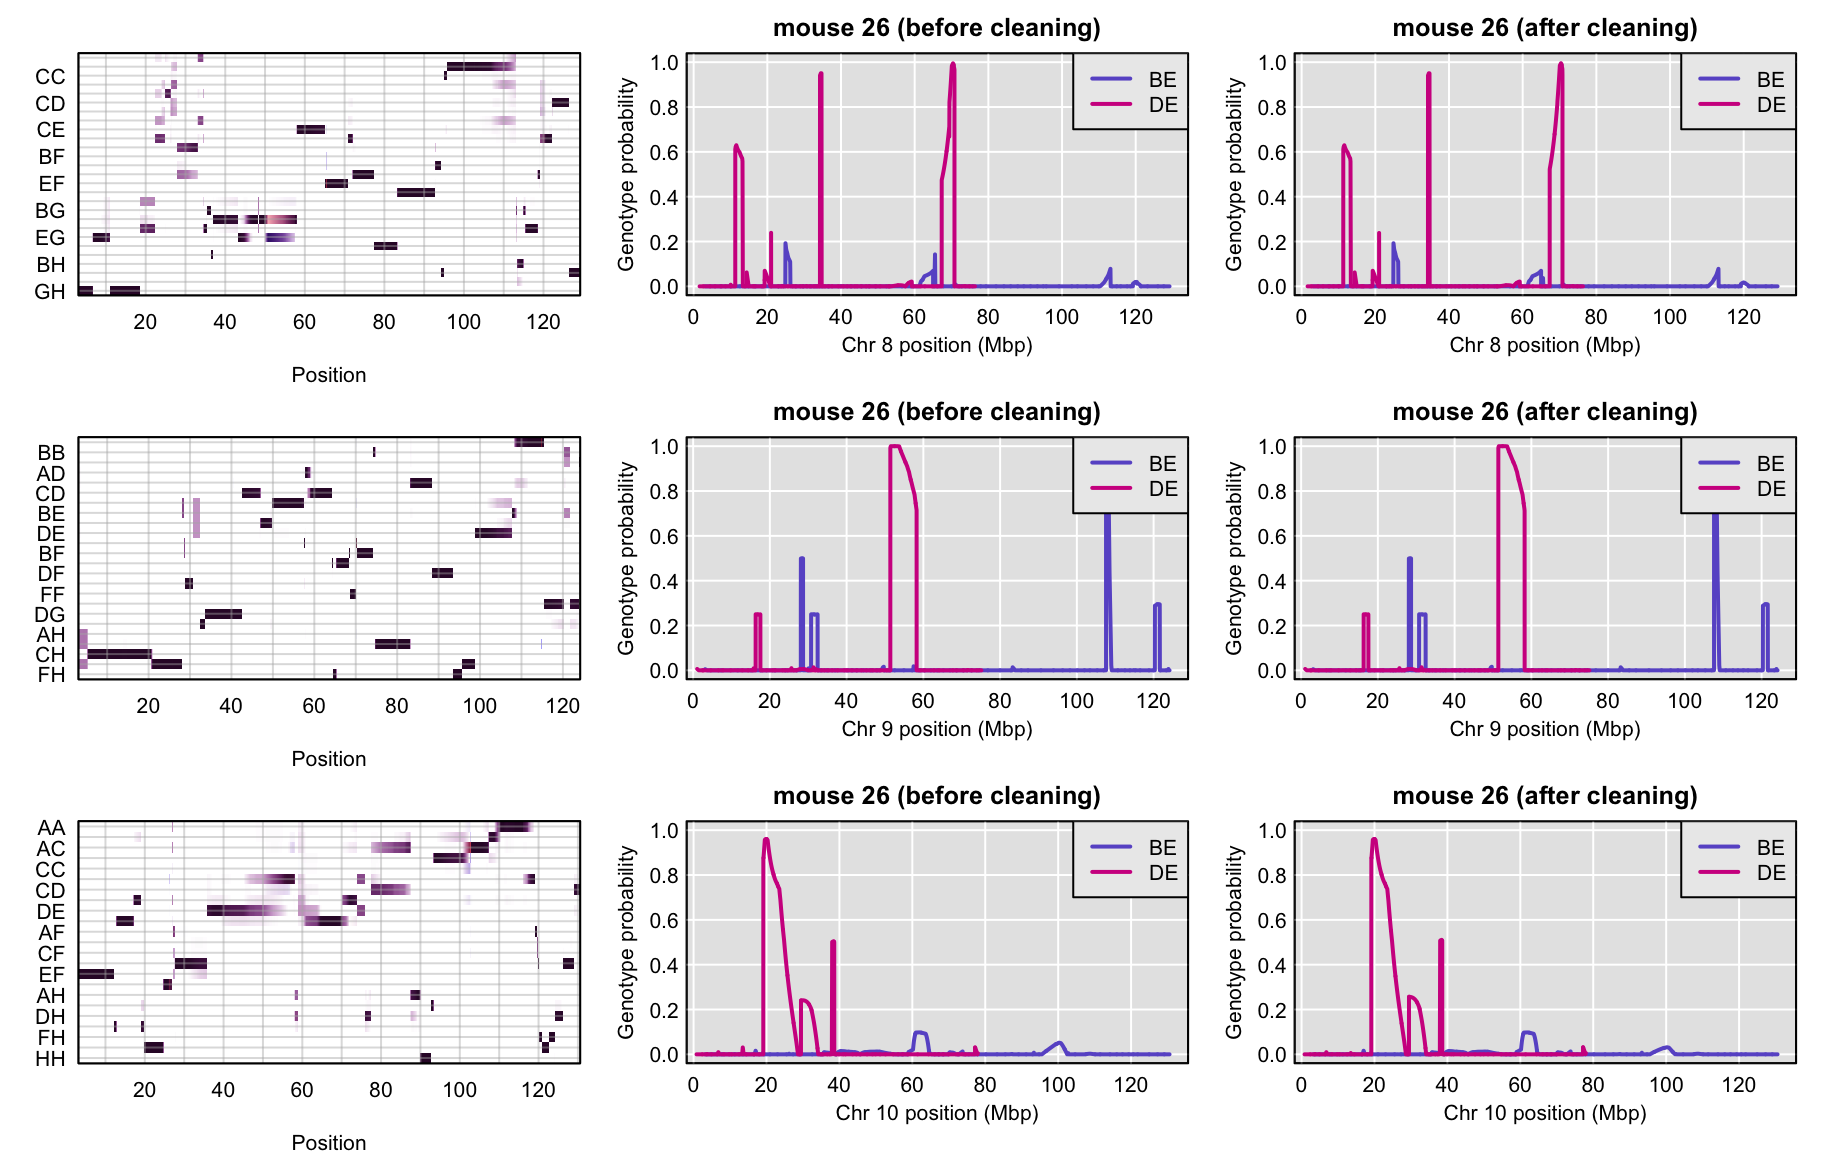 CC
CD
CE
BF
EF
BG
EG
BH
GH
20 40 60 80 100 120
Position
mouse 26 (before cleaning)
Genotype probability
1.0
0.8
0.6
0.4
0.2
0.0
BE
DE
0 20 40 60 80 100 120
Chr 8 position (Mbp)
mouse 26 (after cleaning)
Genotype probability
1.0
0.8
0.6
0.4
0.2
0.0
BE
DE
0 20 40 60 80 100 120
Chr 8 position (Mbp)
BB
AD
CD
BE
DE
BF
DF
FF
DG
AH
CH
FH
20 40 60 80 100 120
Position
mouse 26 (before cleaning)
Genotype probability
1.0
0.8
0.6
0.4
0.2
0.0
BE
DE
0 20 40 60 80 100 120
Chr 9 position (Mbp)
mouse 26 (after cleaning)
Genotype probability
1.0
0.8
0.6
0.4
0.2
0.0
BE
DE
0 20 40 60 80 100 120
Chr 9 position (Mbp)
AA
AC
CC
CD
DE
AF
CF
EF
AH
DH
FH
HH
20 40 60 80 100 120
Position
mouse 26 (before cleaning)
Genotype probability
1.0
0.8
0.6
0.4
0.2
0.0
BE
DE
0 20 40 60 80 100 120
Chr 10 position (Mbp)
mouse 26 (after cleaning)
Genotype probability
1.0
0.8
0.6
0.4
0.2
0.0
BE
DE
0 20 40 60 80 100 120
Chr 10 position (Mbp)